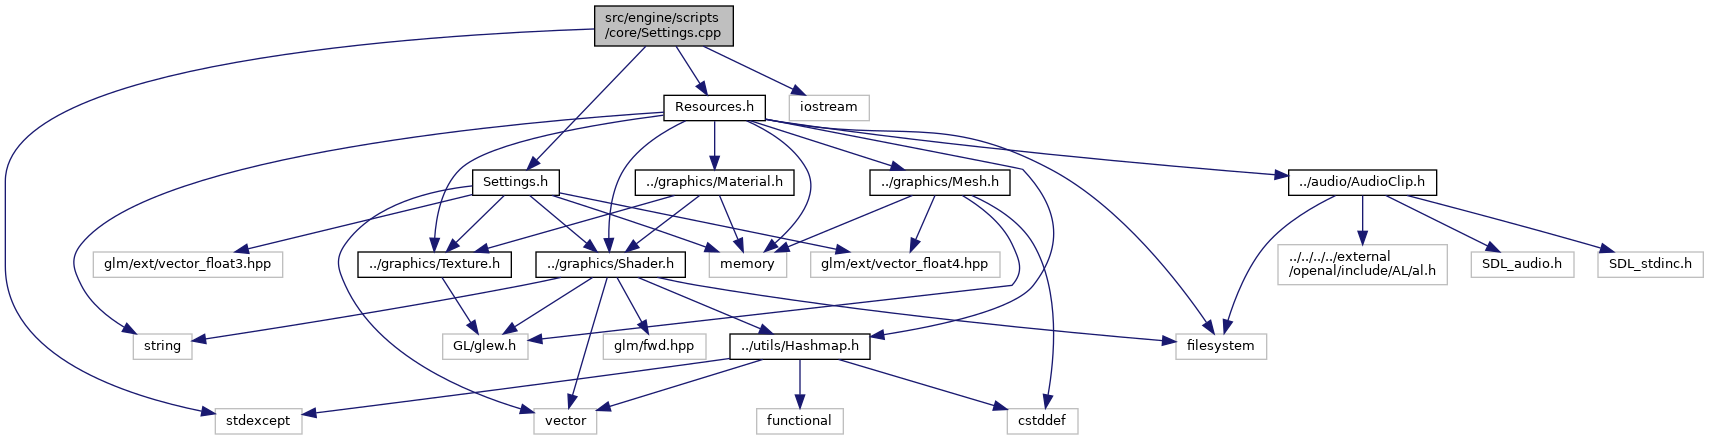 src/engine/scripts
/core/Settings.cpp
Resources.h
iostream
Settings.h
../graphics/Material.h
../graphics/Mesh.h
../audio/AudioClip.h
glm/ext/vector_float3.hpp
../graphics/Texture.h
../graphics/Shader.h
memory
glm/ext/vector_float4.hpp
../../../../external
/openal/include/AL/al.h
SDL_audio.h
SDL_stdinc.h
string
GL/glew.h
glm/fwd.hpp
../utils/Hashmap.h
filesystem
stdexcept
vector
functional
cstddef